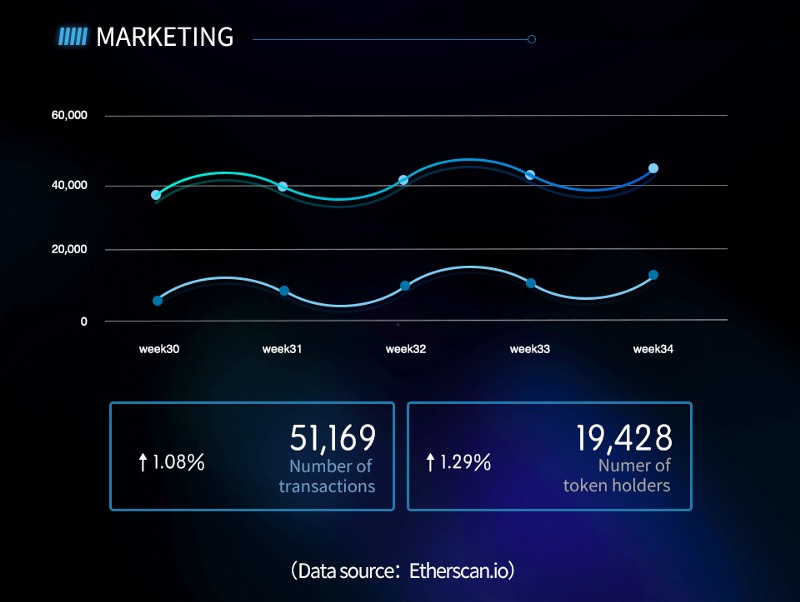 MARKETING
60,000
40,000
20,000
0
week30 week31 week32 week33 week34
↑1.08% 51,169
Number of
transactions
↑1.29% 19,428
Numer of
token holders
(Data source: Etherscan.io)